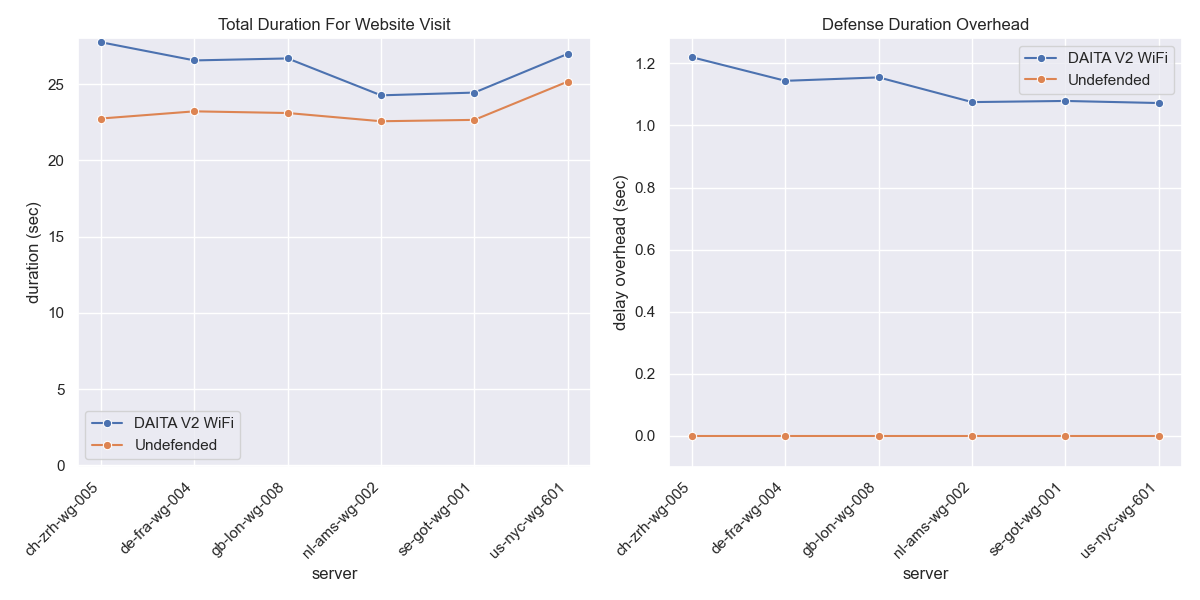 Total Duration For Website Visit
duration (sec)
25
20
15
10
5
0
DAITA V2 WiFi
Undefended
ch-zrh-wg-005
de-fra-wg-004
gb-lon-wg-008
nl-ams-wg-002
se-got-wg-001
us-nyc-wg-601
server
Defense Duration Overhead
delay overhead (sec)
1.2
1.0
0.8
0.6
0.4
0.2
0.0
DAITA V2 WiFi
Undefended
ch-zrh-wg-005
de-fra-wg-004
gb-lon-wg-008
nl-ams-wg-002
se-got-wg-001
us-nyc-wg-601
server